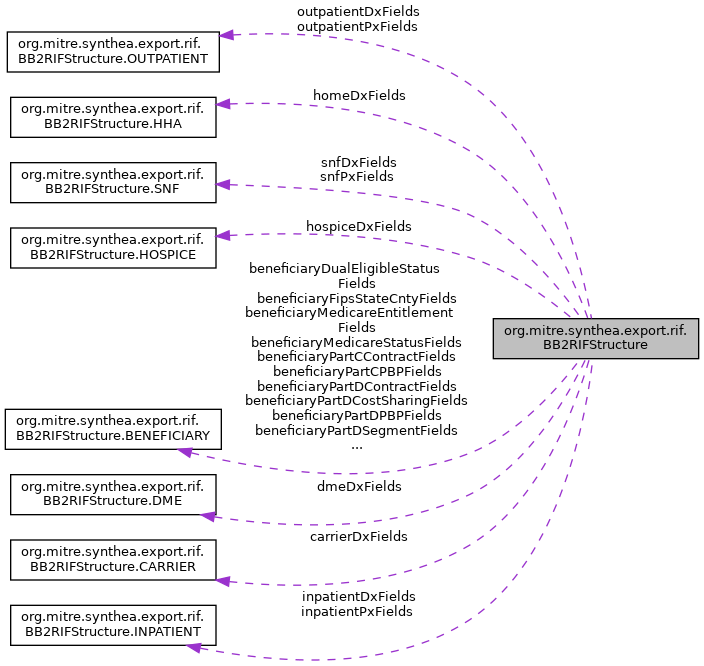 outpatientDxFields
outpatientPxFields
org.mitre.synthea.export.rif.
BB2RIFStructure.OUTPATIENT
homeDxFields
org.mitre.synthea.export.rif.
BB2RIFStructure.HHA
snfDxFields
snfPxFields
org.mitre.synthea.export.rif.
BB2RIFStructure.SNF
hospiceDxFields
org.mitre.synthea.export.rif.
BB2RIFStructure.HOSPICE
beneficiaryDualEligibleStatus
Fields
beneficiaryFipsStateCntyFields
beneficiaryMedicareEntitlement
Fields
beneficiaryMedicareStatusFields
beneficiaryPartCContractFields
beneficiaryPartCPBPFields
beneficiaryPartDContractFields
beneficiaryPartDCostSharingFields
beneficiaryPartDPBPFields
beneficiaryPartDSegmentFields
...
org.mitre.synthea.export.rif.
BB2RIFStructure
org.mitre.synthea.export.rif.
BB2RIFStructure.BENEFICIARY
dmeDxFields
org.mitre.synthea.export.rif.
BB2RIFStructure.DME
carrierDxFields
org.mitre.synthea.export.rif.
BB2RIFStructure.CARRIER
inpatientDxFields
inpatientPxFields
org.mitre.synthea.export.rif.
BB2RIFStructure.INPATIENT